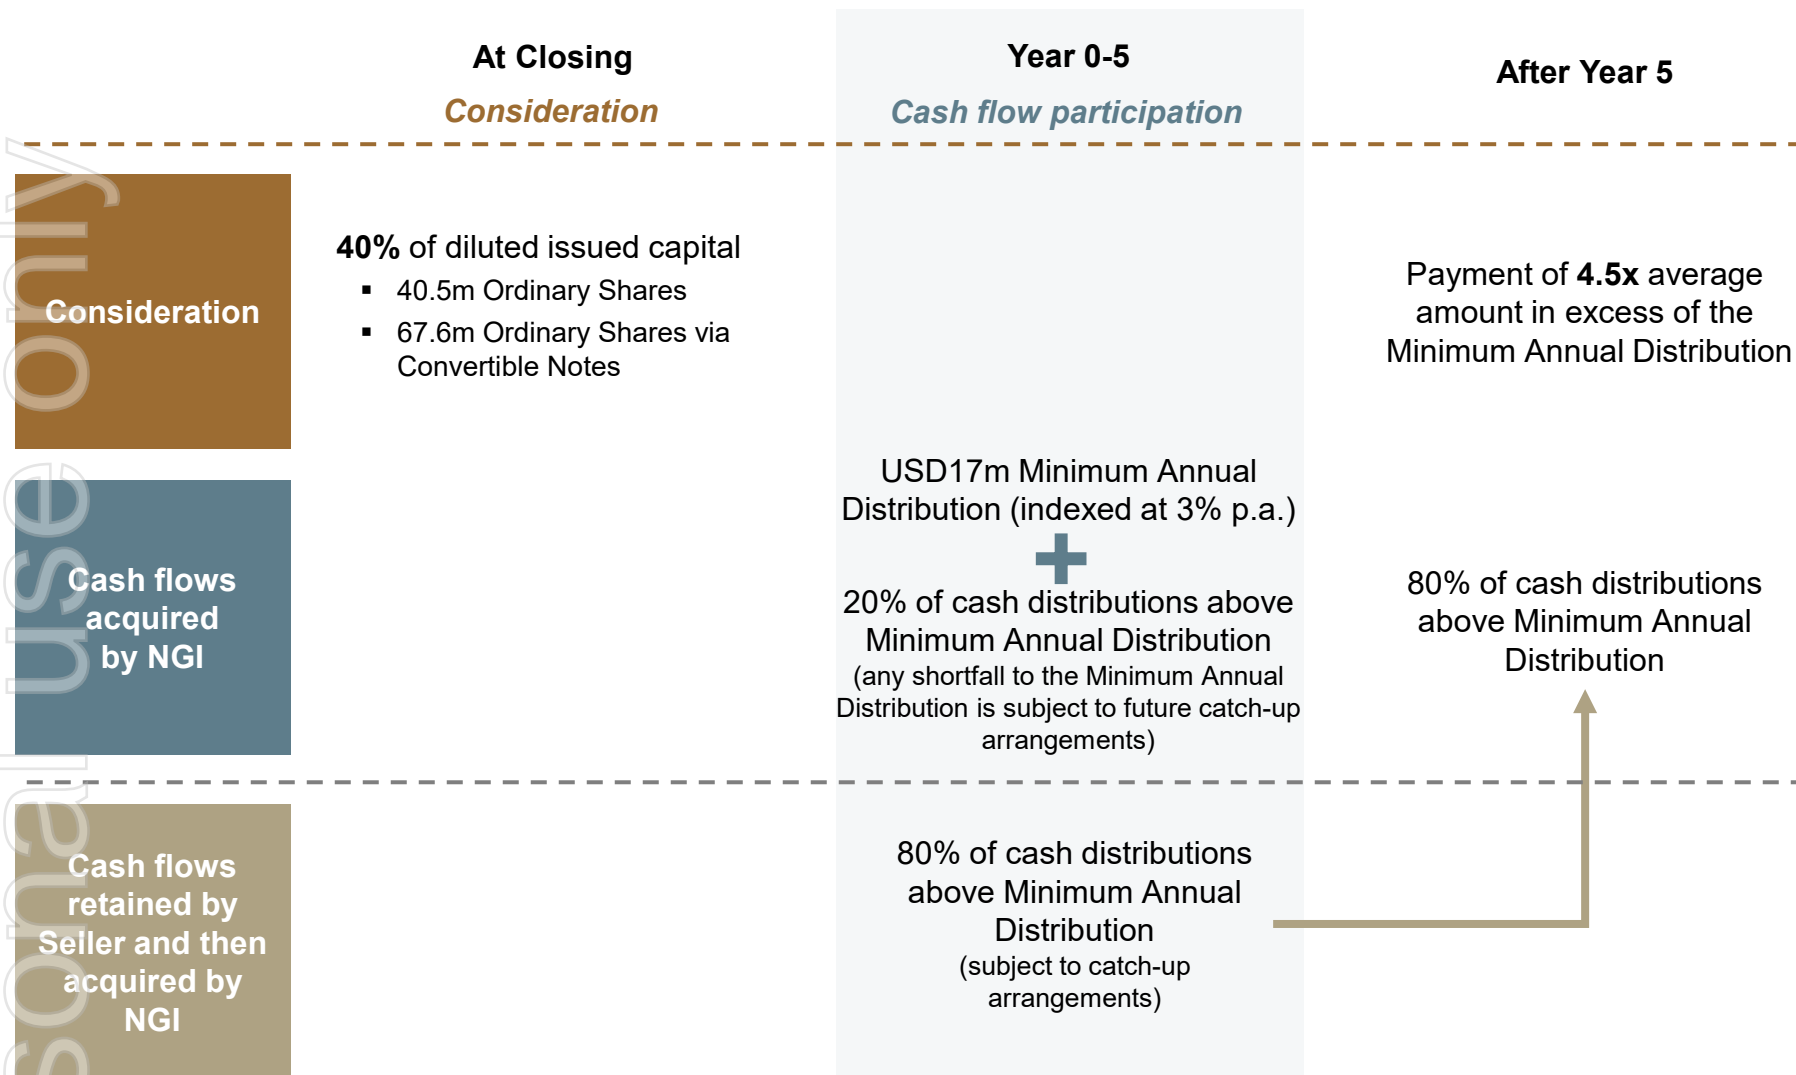 At Closing
Consideration
Year 0-5
Cash flow participation
After Year 5
Consideration
40% of diluted issued capital
▪ 40.5m Ordinary Shares
▪ 67.6m Ordinary Shares via
Convertible Notes
Payment of 4.5x average
amount in excess of the
Minimum Annual Distribution
Cash flows
acquired
by NGI
USD17m Minimum Annual
Distribution (indexed at 3% p.a.)
20% of cash distributions above
Minimum Annual Distribution
(any shortfall to the Minimum Annual
Distribution is subject to future catch-up
arrangements)
80% of cash distributions
above Minimum Annual
Distribution
Cash flows
retained by
Seller and then
acquired by
NGI
80% of cash distributions
above Minimum Annual
Distribution
(subject to catch-up
arrangements)
sonal use only